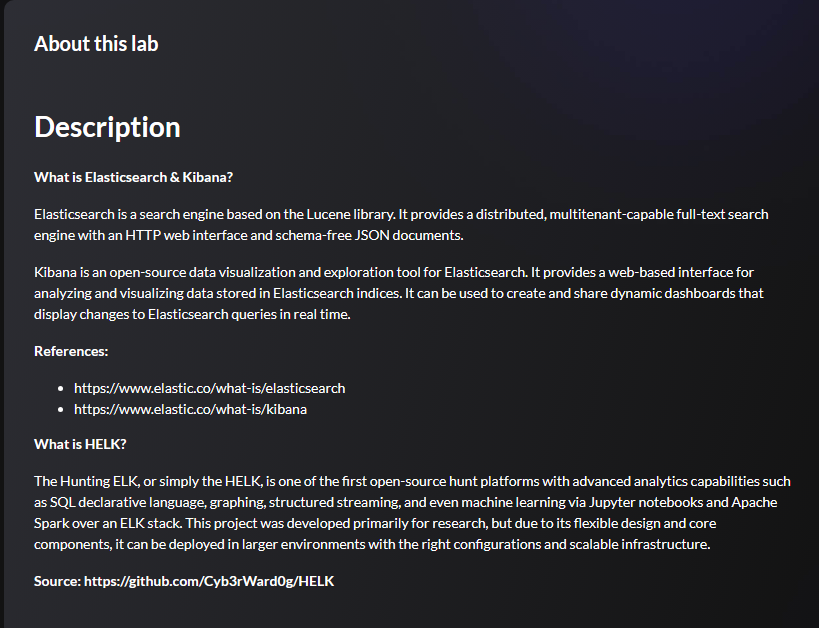 About this lab
Description
What is Elasticsearch & Kibana?
Elasticsearch is a search engine based on the Lucene library. It provides a distributed, multitenant-capable full-text search
engine with an HTTP web interface and schema-free JSON documents.
Kibana is an open-source data visualization and exploration tool for Elasticsearch. It provides a web-based interface for
analyzing and visualizing data stored in Elasticsearch indices. It can be used to create and share dynamic dashboards that
display changes to Elasticsearch queries in real time.
References:
• https://www.elastic.co/what-is/elasticsearch
• https://www.elastic.co/what-is/kibana
What is HELK?
The Hunting ELK, or simply the HELK, is one of the first open-source hunt platforms with advanced analytics capabilities such
as SQL declarative language, graphing, structured streaming, and even machine learning via Jupyter notebooks and Apache
Spark over an ELK stack. This project was developed primarily for research, but due to its flexible design and core
components, it can be deployed in larger environments with the right configurations and scalable infrastructure.
Source: https://github.com/Cyb3rWard0g/HELK